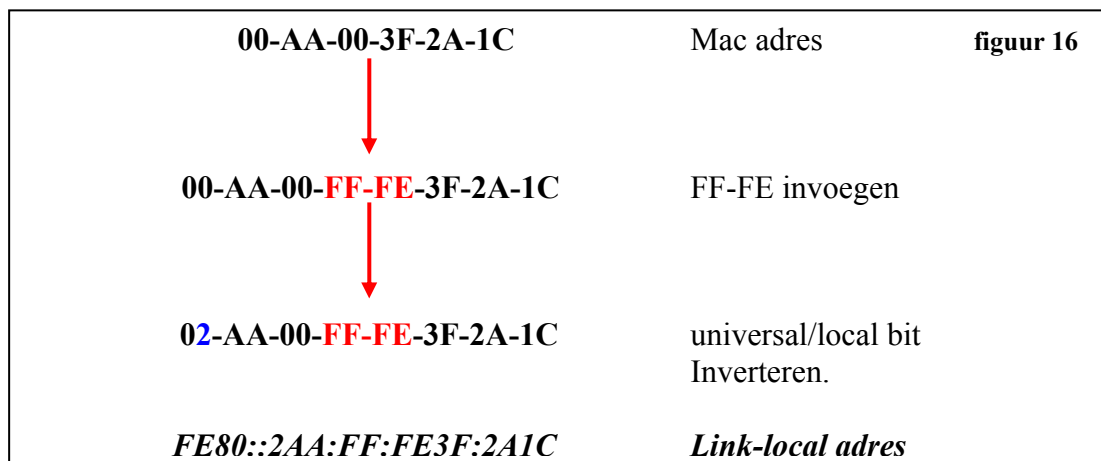 00-AA-00-3F-2A-1C Mac adres figuur 16
00-AA-00-FF-FE-3F-2A-1C FF-FE invoegen
02-AA-00-FF-FE-3F-2A-1C universal/local bit
Inverteren.
FE80::2AA:FF:FE3F:2A1C Link-local adres